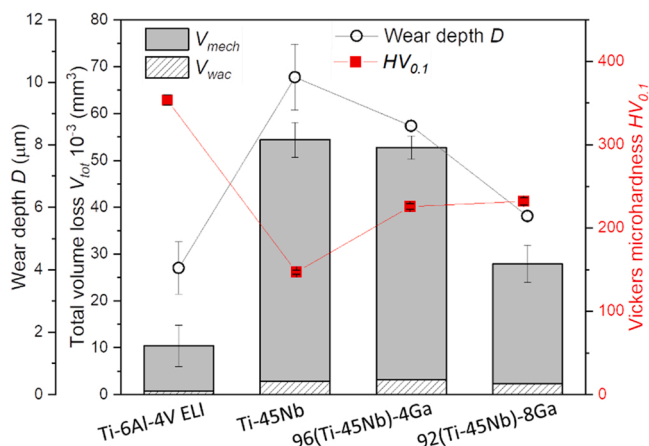 12
10
8
6
4
2
0
Wear depth D (μm)
80
70
60
50
40
30
20
10
0
Total volume loss V_tot 10⁻³ (mm³)
V_mech
V_wac
Wear depth D
HV_0.1
400
300
200
100
0
Vickers microhardness HV_0.1
Ti-6Al-4V ELI
Ti-45Nb
96(Ti-45Nb)-4Ga
92(Ti-45Nb)-8Ga